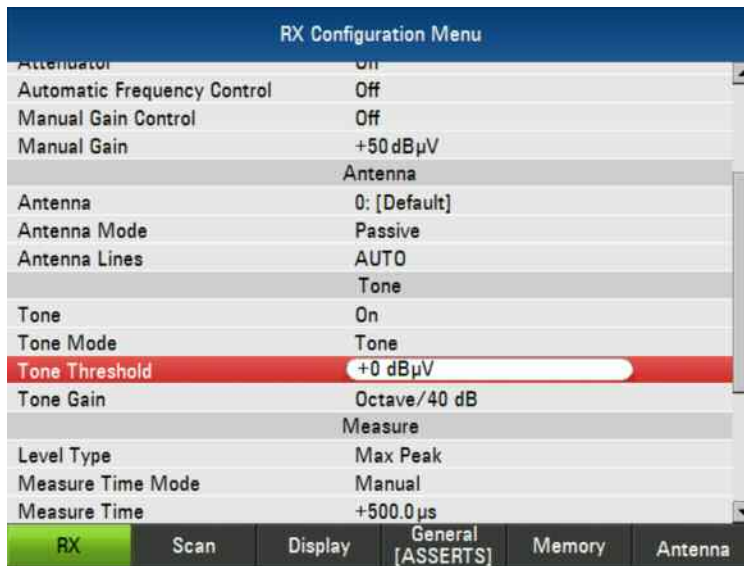 RX Configuration Menu
Attenuator On
Automatic Frequency Control Off
Manual Gain Control Off
Manual Gain +50 dBµV
Antenna
Antenna 0: [Default]
Antenna Mode Passive
Antenna Lines AUTO
Tone
Tone On
Tone Mode Tone
Tone Threshold +0 dBµV
Tone Gain Octave/40 dB
Measure
Level Type Max Peak
Measure Time Mode Manual
Measure Time +500.0 µs
RX Scan Display General [ASSERTS] Memory Antenna